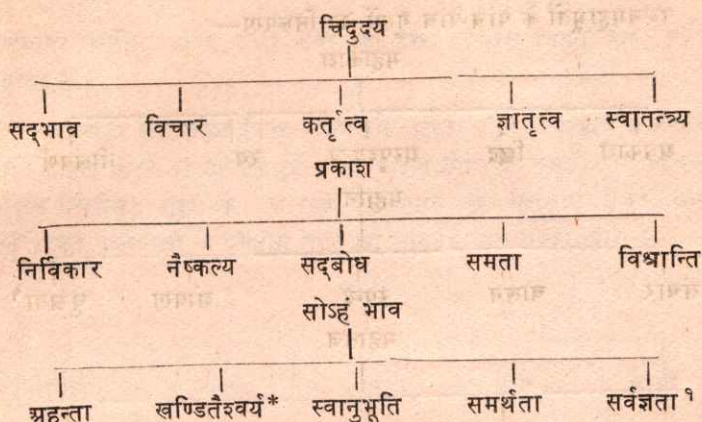 चिदुदय
सद्भाव विचार कर्तृत्व ज्ञातृत्व स्वातन्त्र्य
प्रकाश
निर्विकार नैष्कल्य सद्बोध समता विश्रान्ति
सोऽहं भाव
अहन्ता खण्डितैश्वर्य* स्वानुभूति समर्थता सर्वज्ञता¹